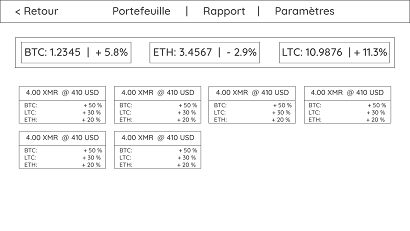 < Retour Portefeuille | Rapport | Paramètres
BTC: 1.2345 | + 5.8% ETH: 3.4567 | - 2.9% LTC: 10.9876 | + 11.3%
4.00 XMR @ 410 USD 4.00 XMR @ 410 USD 4.00 XMR @ 410 USD 4.00 XMR @ 410 USD
BTC: + 50 % BTC: + 50 % BTC: + 50 % BTC: + 50 %
LTC: + 30 % LTC: + 30 % LTC: + 30 % LTC: + 30 %
ETH: + 20 % ETH: + 20 % ETH: + 20 % ETH: + 20 %
4.00 XMR @ 410 USD 4.00 XMR @ 410 USD
BTC: + 50 % BTC: + 50 %
LTC: + 30 % LTC: + 30 %
ETH: + 20 % ETH: + 20 %